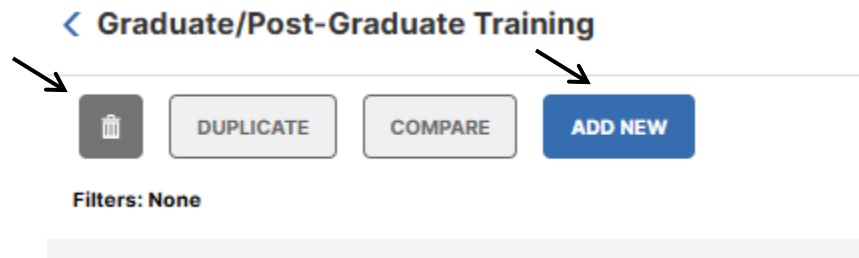 Graduate/Post-Graduate Training
DUPLICATE COMPARE ADD NEW
Filters: None